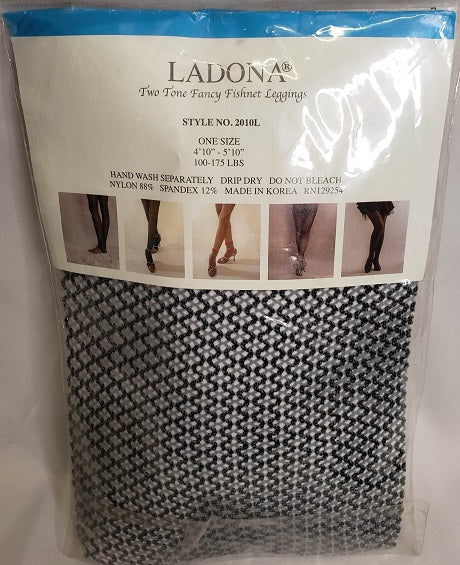 LADONA®
Two Tone Fancy Fishnet Leggings
STYLE NO. 2010L
ONE SIZE
4'10" - 5'10"
100-175 LBS
HAND WASH SEPARATELY DRIP DRY DO NOT BLEACH
NYLON 88% SPANDEX 12% MADE IN KOREA RN129254